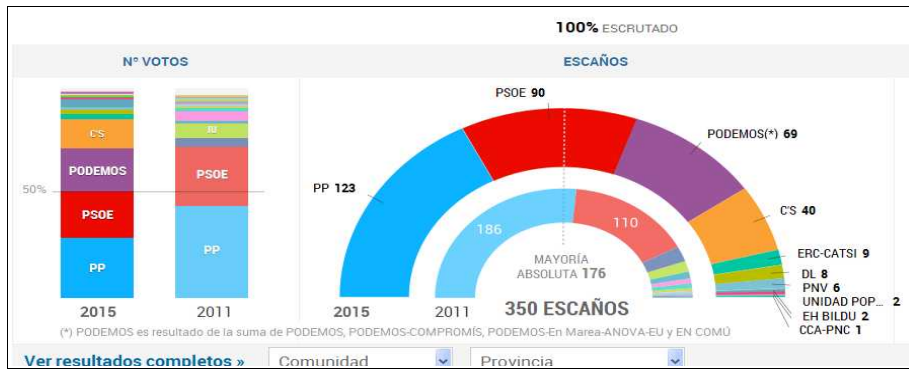 100% ESCRUTADO
Nº VOTOS
ESCAÑOS
C'S
PODEMOS
PSOE
PP
IU
PSOE
PP
50%
2015
2011
PP 123
PSOE 90
PODEMOS(*) 69
C'S 40
ERC-CATSI 9
DL 8
PNV 6
UNIDAD POP... 2
EH BILDU 2
CCA-PNC 1
186
110
MAYORÍA
ABSOLUTA 176
2015
2011
350 ESCAÑOS
(*) PODEMOS es resultado de la suma de PODEMOS, PODEMOS-COMPROMÍS, PODEMOS-En Marea-ANOVA-EU y EN COMÚ
Ver resultados completos »
Comunidad
Provincia